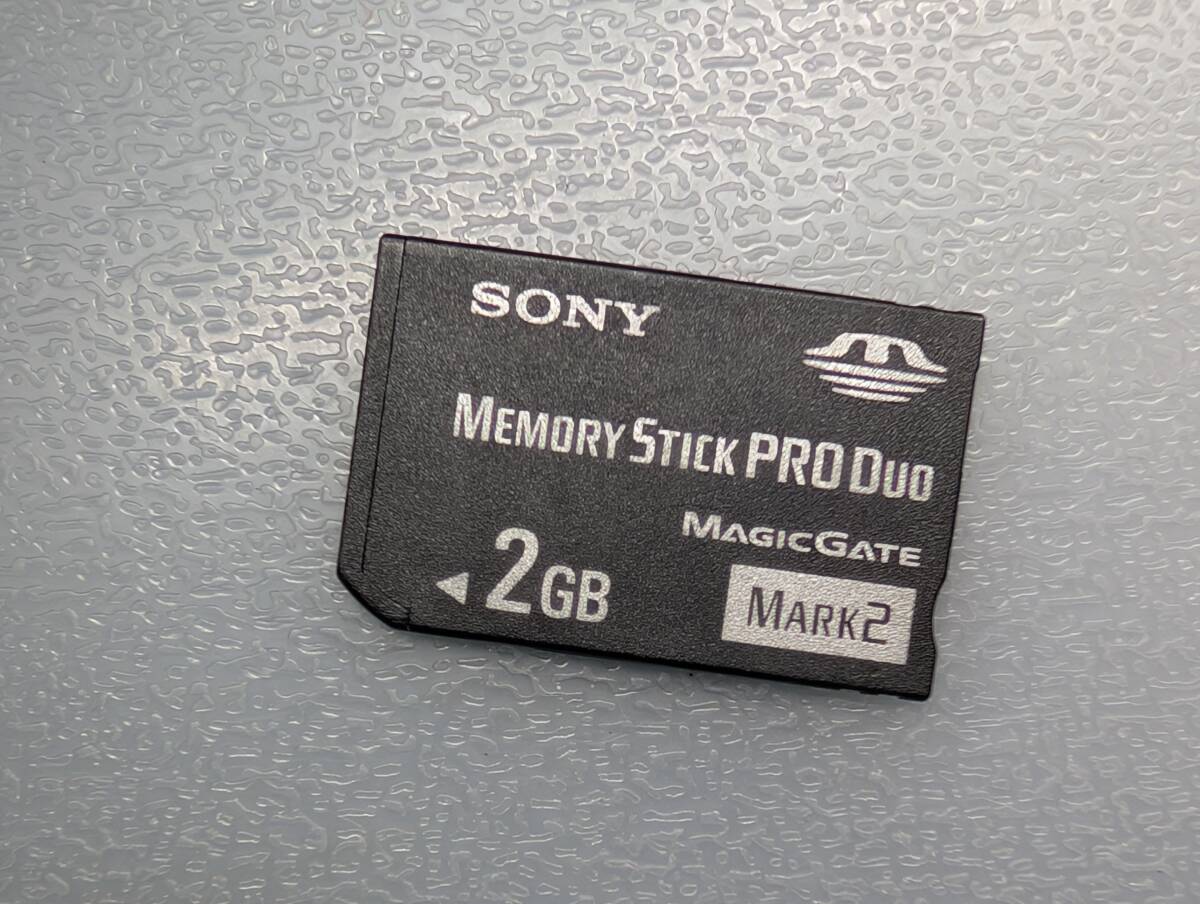 SONY
MEMORY STICK PRO DUO
MAGICGATE
2GB
MARK2